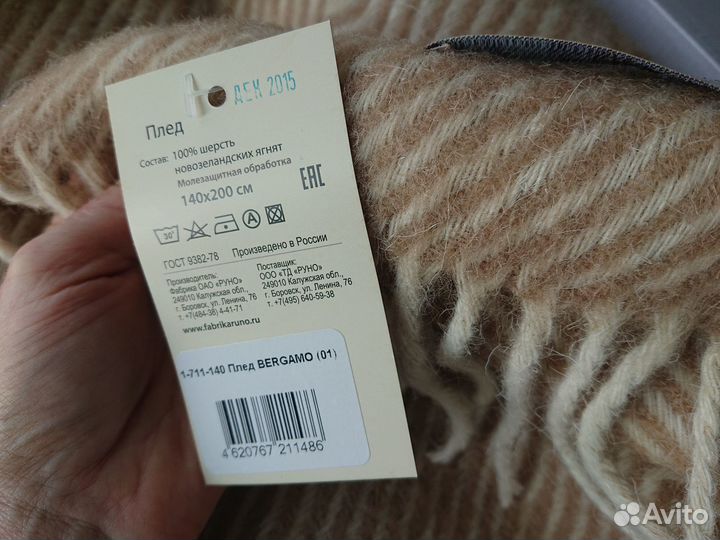 ДЕК 2015
Плед
Состав: 100% шерсть
новозеландских ягнят
Молезащитная обработка
140х200 см
EAC
30°
A
ГОСТ 9382-78 Произведено в России
Производитель:
Фабрика ОАО «РУНО»
249010 Калужская обл.,
г. Боровск, ул. Ленина, 76
т. +7(484-38) 4-41-71
www.fabrikaruno.ru
Поставщик:
ООО «ТД «РУНО»
249010 Калужская обл.,
г. Боровск, ул. Ленина, 76
т. +7(495) 640-59-38
1-711-140 Плед BERGAMO (01)
4 620767 211486
Avito